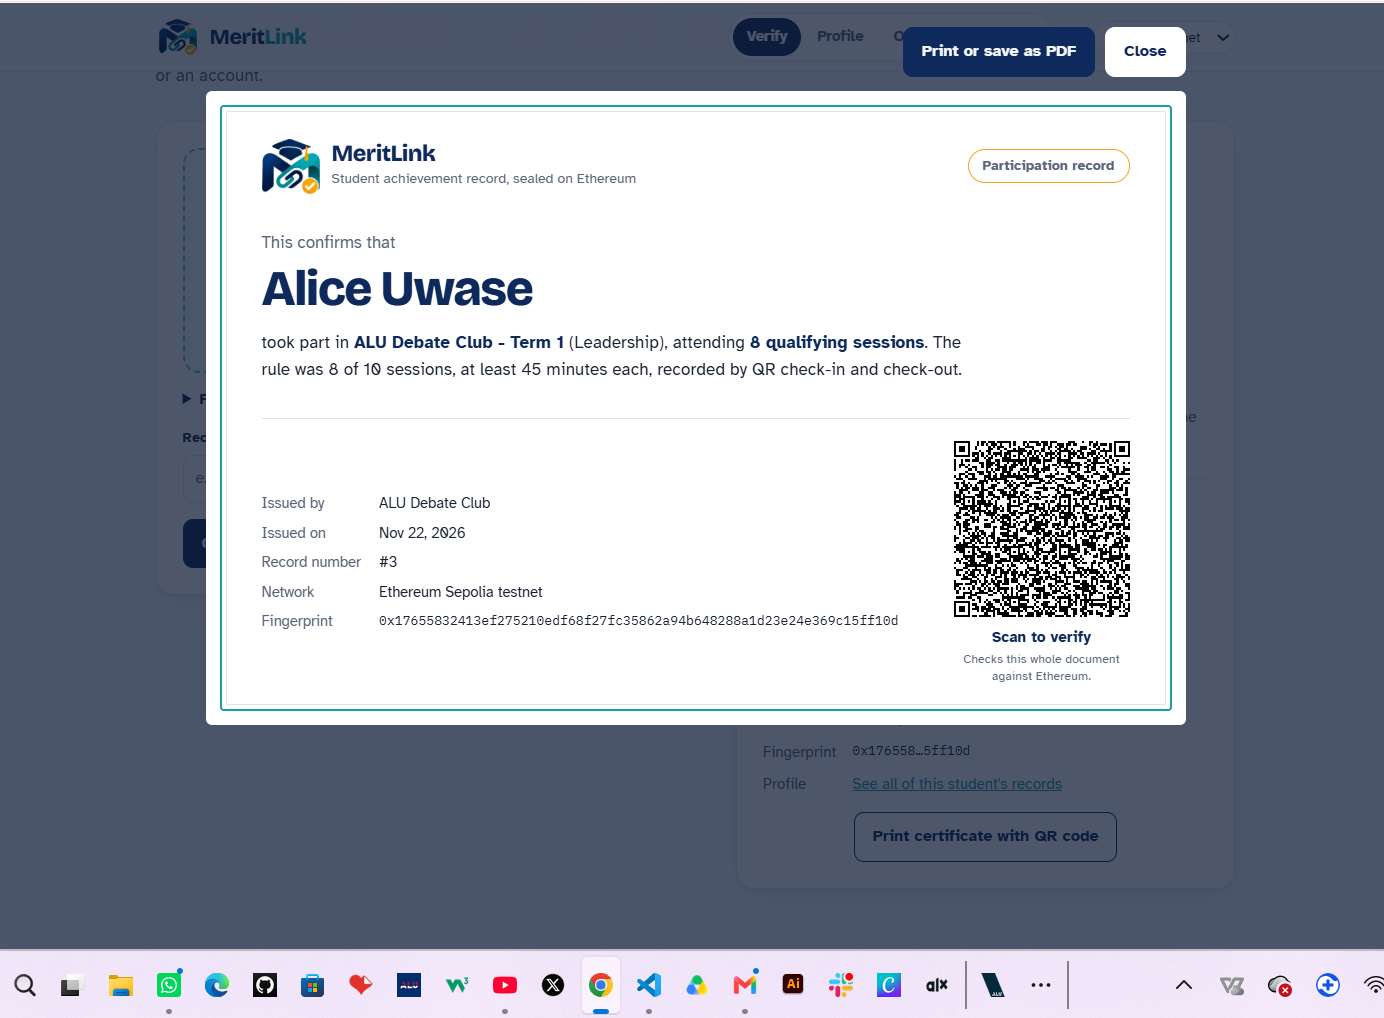 MeritLink
Verify
Profile
Print or save as PDF
Close
or an account.
MeritLink
Student achievement record, sealed on Ethereum
Participation record
This confirms that
Alice Uwase
took part in ALU Debate Club - Term 1 (Leadership), attending 8 qualifying sessions. The
rule was 8 of 10 sessions, at least 45 minutes each, recorded by QR check-in and check-out.
Issued by ALU Debate Club
Issued on Nov 22, 2026
Record number #3
Network Ethereum Sepolia testnet
Fingerprint 0x17655832413ef275210edf68f27fc35862a94b648288a1d23e24e369c15ff10d
Scan to verify
Checks this whole document
against Ethereum.
Fingerprint 0x176558…5ff10d
Profile See all of this student's records
Print certificate with QR code
ALU
Ai
alx
ALU